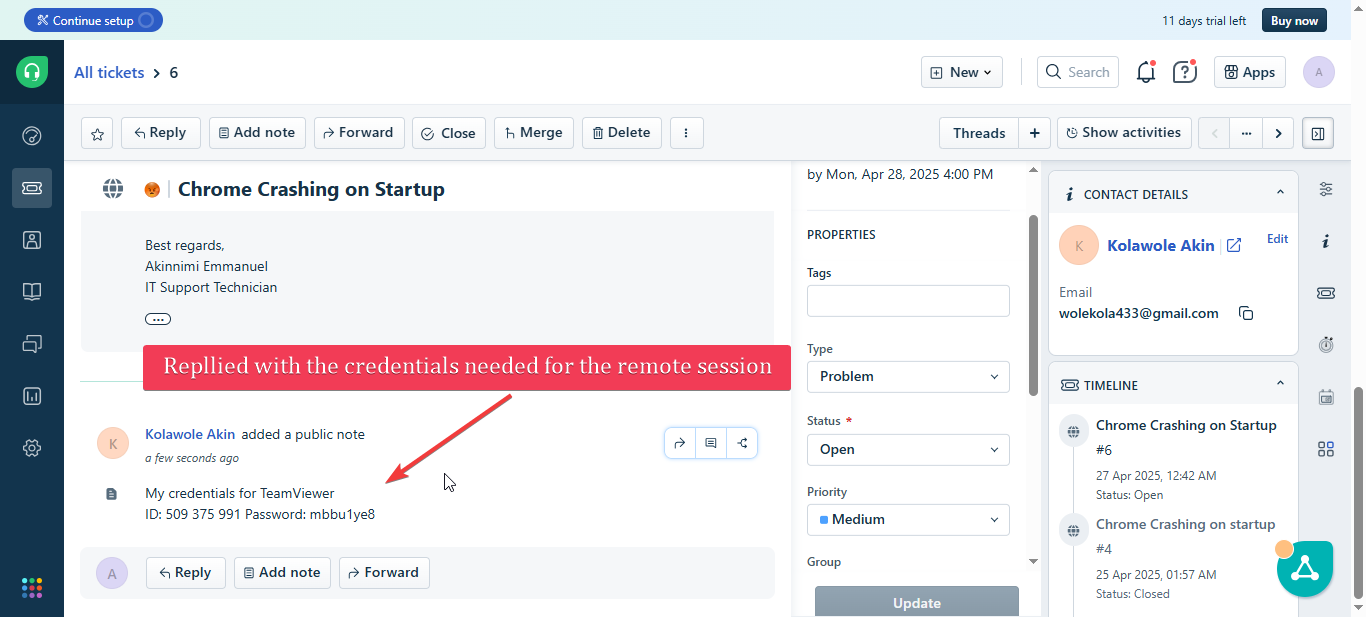 Continue setup
11 days trial left
Buy now
All tickets > 6
New
Search
Apps
A
Reply
Add note
Forward
Close
Merge
Delete
Threads
+
Show activities
Chrome Crashing on Startup
Best regards,
Akinnimi Emmanuel
IT Support Technician
Repllied with the credentials needed for the remote session
K
Kolawole Akin added a public note
a few seconds ago
My credentials for TeamViewer
ID: 509 375 991 Password: mbbu1ye8
A
Reply
Add note
Forward
by Mon, Apr 28, 2025 4:00 PM
PROPERTIES
Tags
Type
Problem
Status *
Open
Priority
Medium
Group
Update
CONTACT DETAILS
K
Kolawole Akin
Edit
Email
wolekola433@gmail.com
TIMELINE
Chrome Crashing on Startup
#6
27 Apr 2025, 12:42 AM
Status: Open
Chrome Crashing on startup
#4
25 Apr 2025, 01:57 AM
Status: Closed